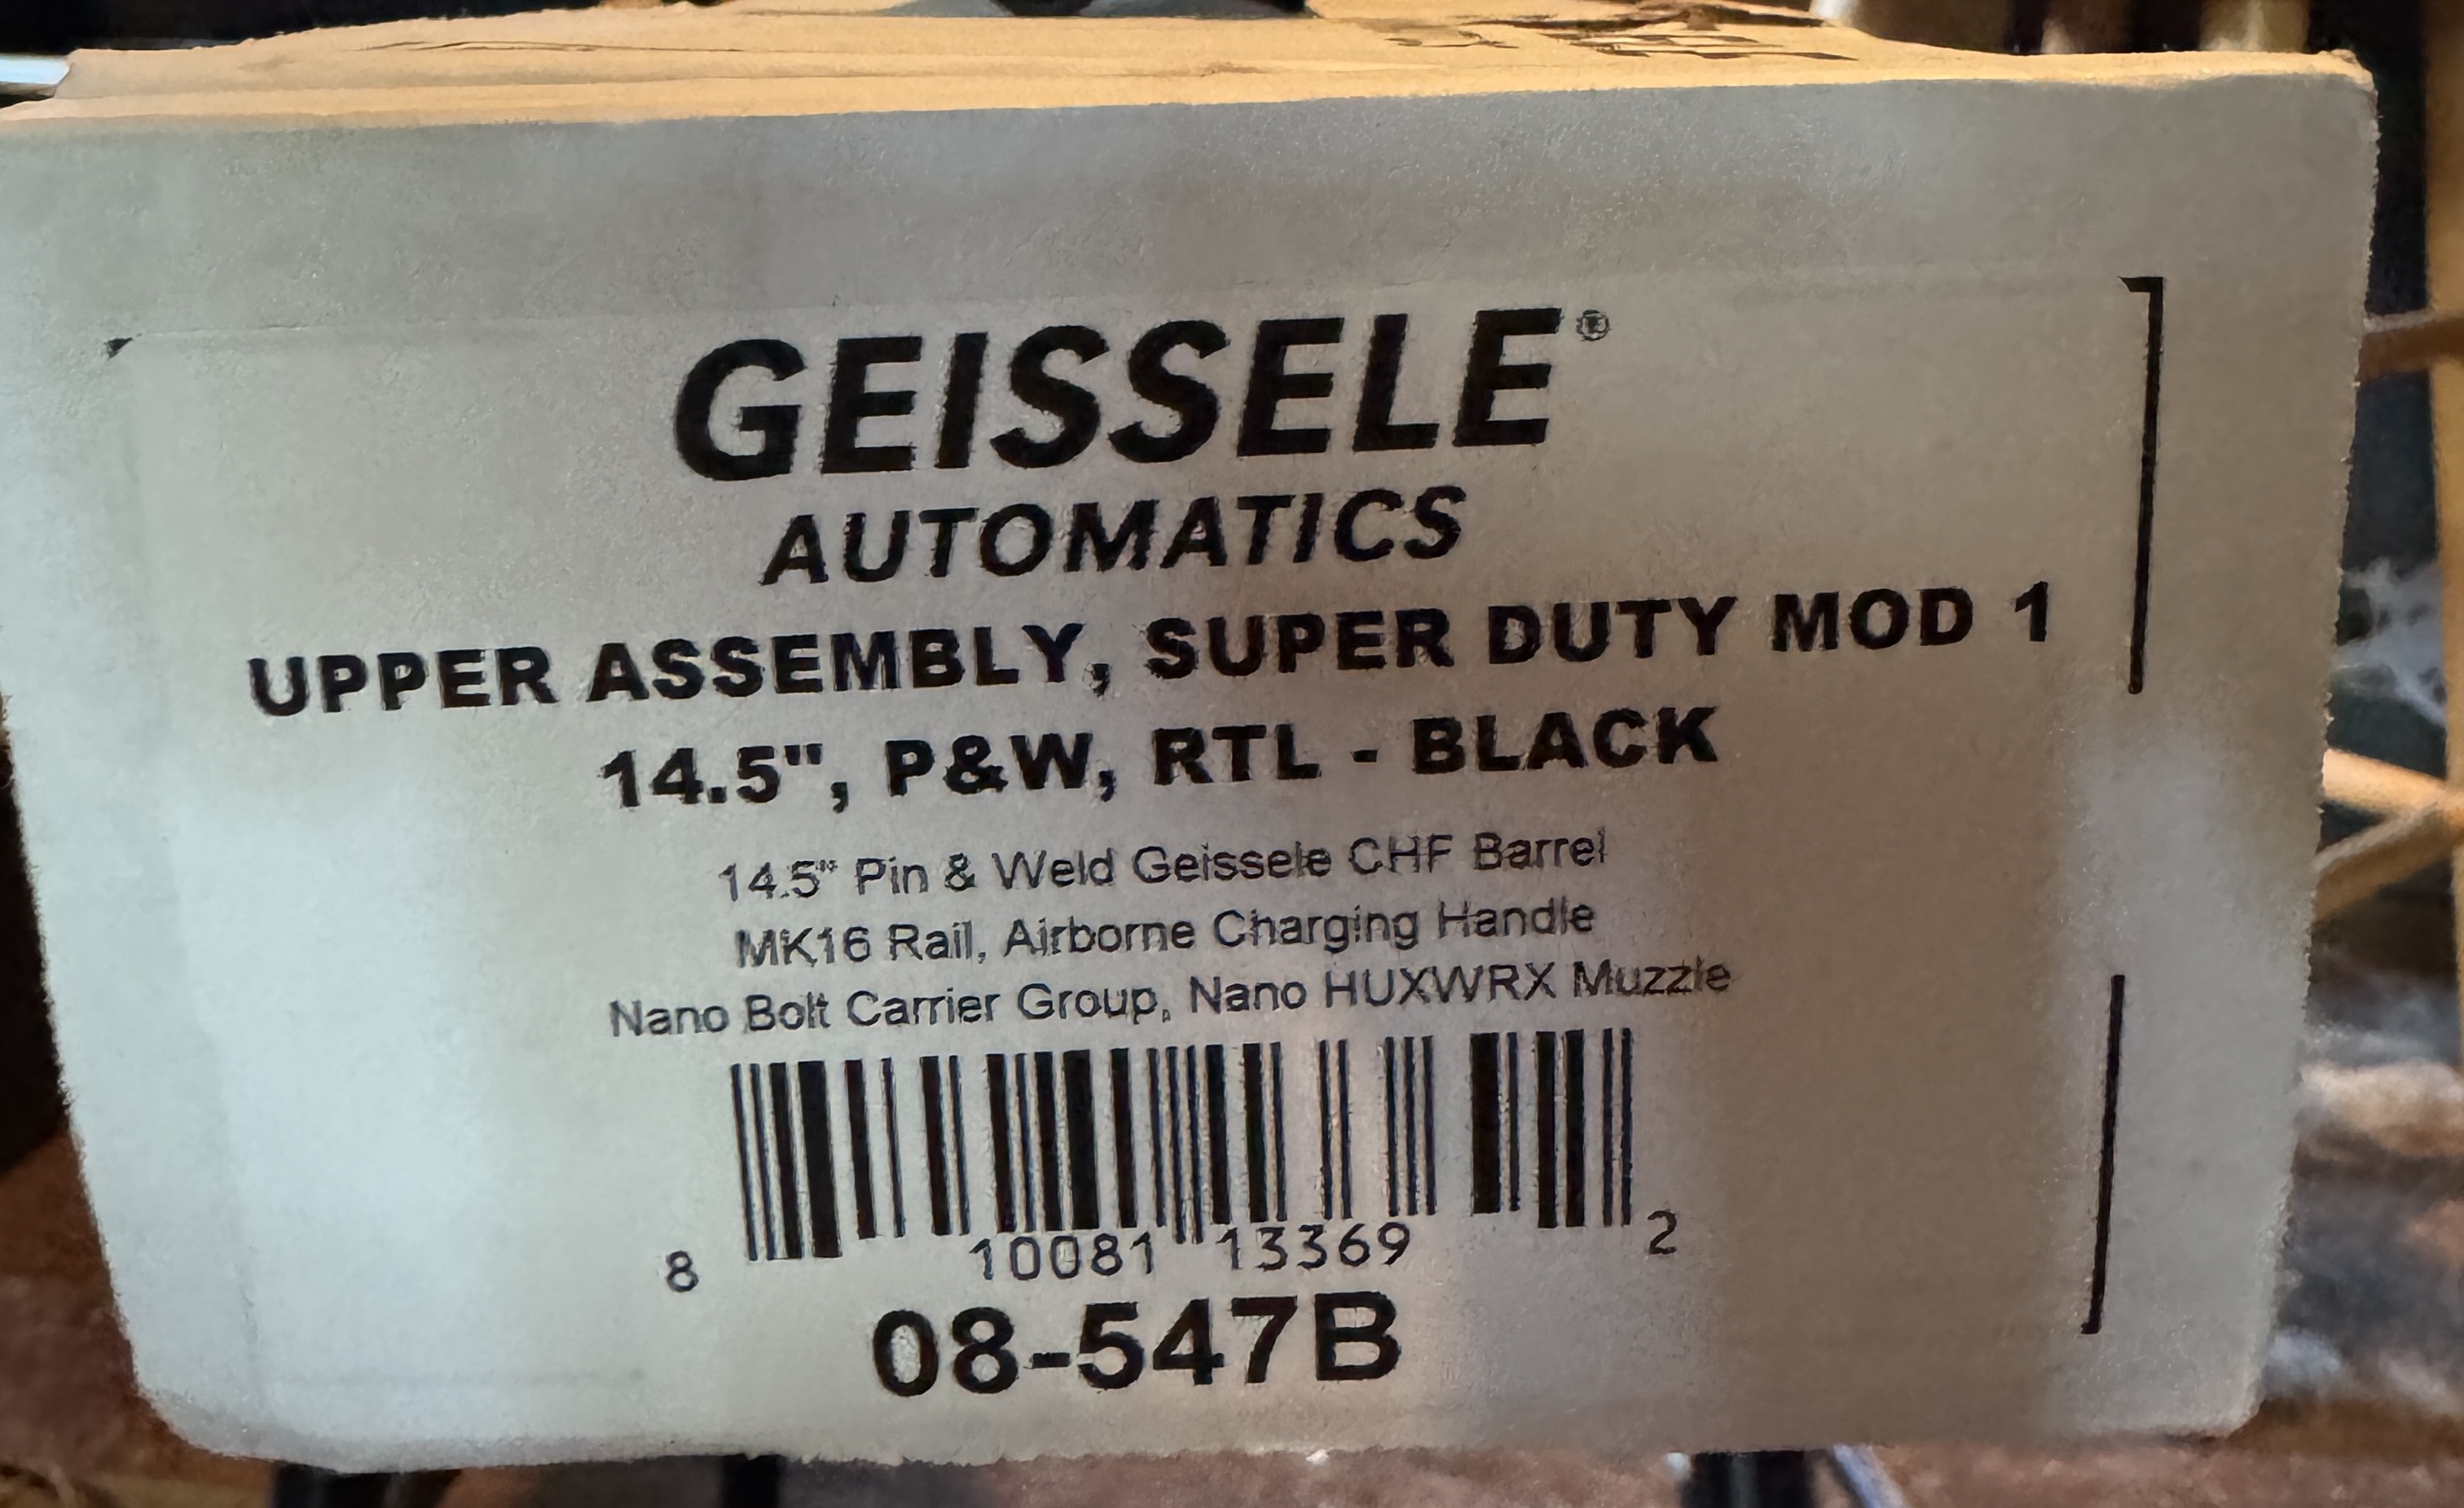 GEISSELE®
AUTOMATICS
UPPER ASSEMBLY, SUPER DUTY MOD 1
14.5", P&W, RTL - BLACK
14.5" Pin & Weld Geissele CHF Barrel
MK16 Rail, Airborne Charging Handle
Nano Bolt Carrier Group, Nano HUXWRX Muzzle
8 10081 13369 2
08-547B